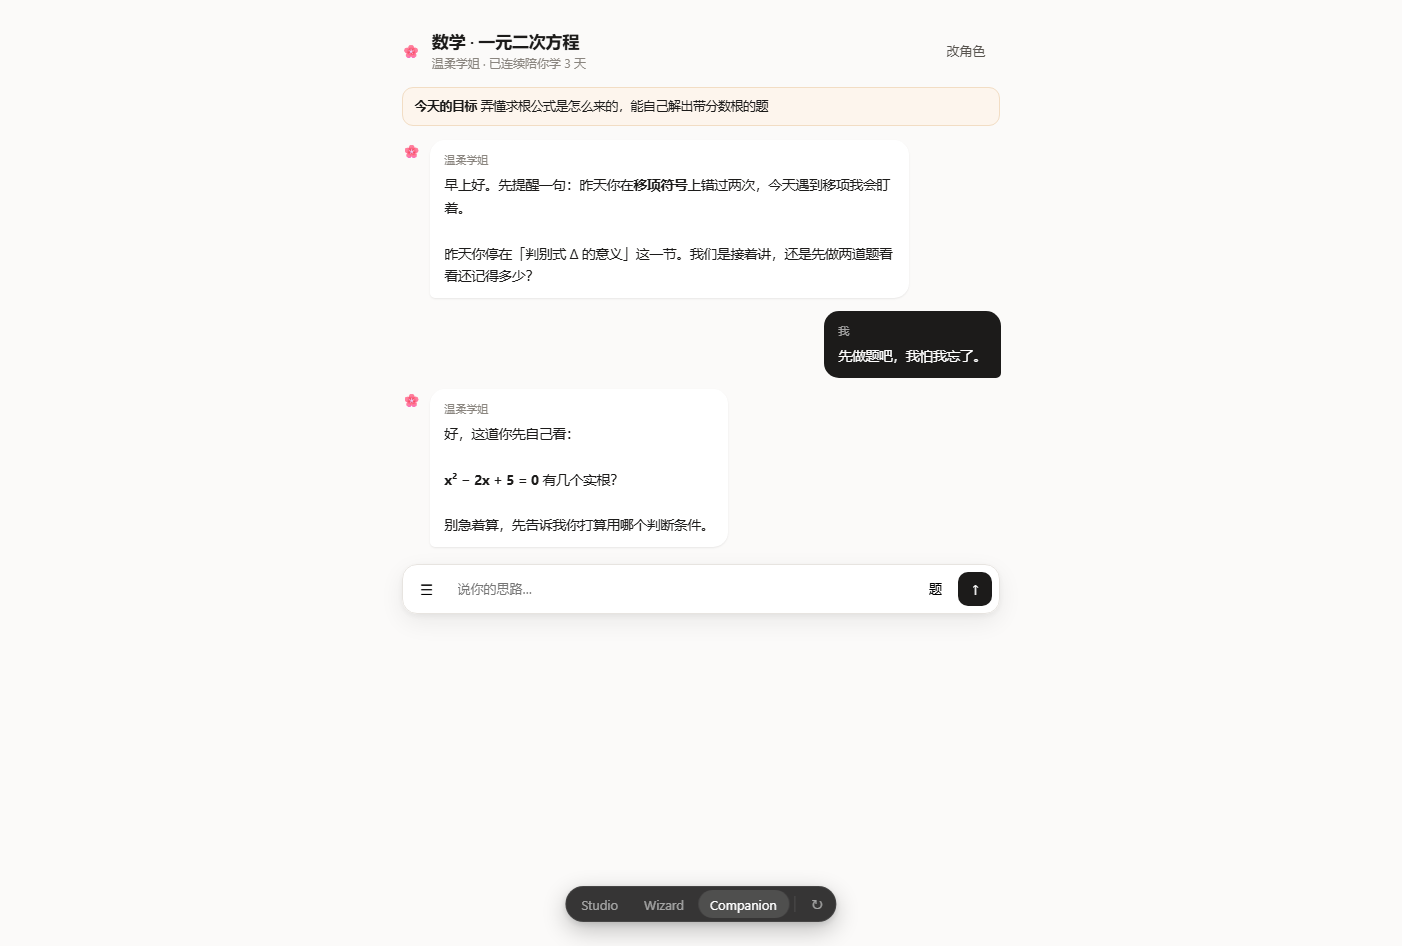 数学 · 一元二次方程
温柔学姐 · 已连续陪你学 3 天
改角色
今天的目标 弄懂求根公式是怎么来的，能自己解出带分数根的题
温柔学姐
早上好。先提醒一句：昨天你在移项符号上错过两次，今天遇到移项我会盯
着。
昨天你停在「判别式 Δ 的意义」这一节。我们是接着讲，还是先做两道题看
看还记得多少？
我
先做题吧，我怕我忘了。
温柔学姐
好，这道你先自己看：
x² − 2x + 5 = 0 有几个实根？
别急着算，先告诉我你打算用哪个判断条件。
☰ 说你的思路... 题 ↑
Studio Wizard Companion ↻